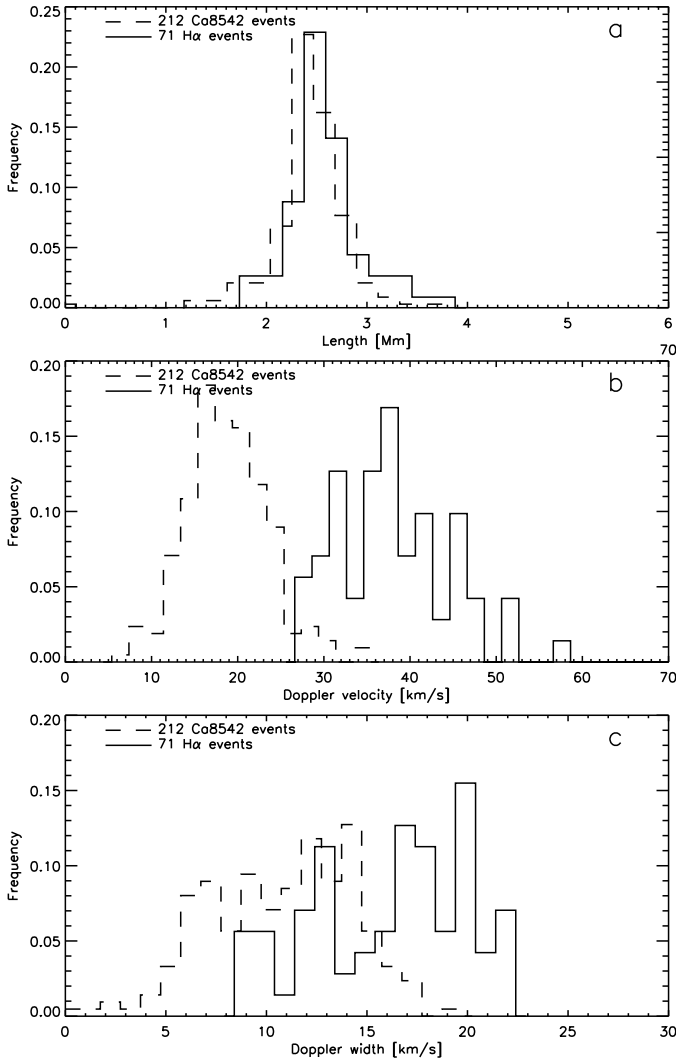 0.25
212 Ca8542 events
71 Hα events
a
0.20
0.15
0.10
0.05
0.00
Frequency
0 1 2 3 4 5 6
Length [Mm]
70
0.20
212 Ca8542 events
71 Hα events
b
0.15
0.10
0.05
0.00
Frequency
0 10 20 30 40 50 60 70
Doppler velocity [km/s]
0.20
212 Ca8542 events
71 Hα events
c
0.15
0.10
0.05
0.00
Frequency
0 5 10 15 20 25 30
Doppler width [km/s]